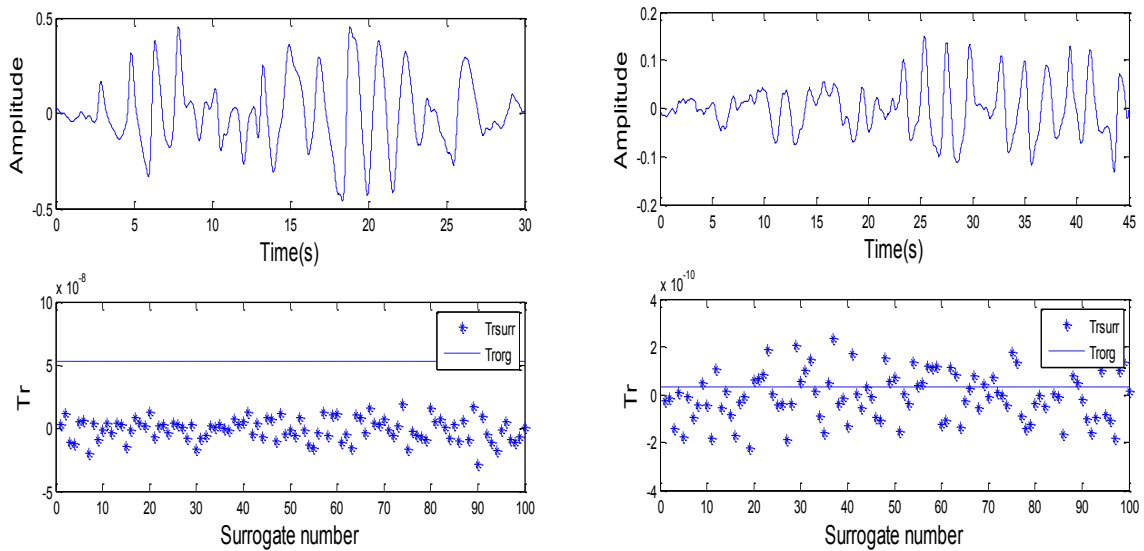 0.5
0
-0.5
Amplitude
0 5 10 15 20 25 30
Time(s)
0.2
0.1
0
-0.1
-0.2
Amplitude
0 5 10 15 20 25 30 35 40 45
Time(s)
x 10⁻⁸
10
5
0
-5
Tr
Trsurr
Trorg
0 10 20 30 40 50 60 70 80 90 100
Surrogate number
x 10⁻¹⁰
4
2
0
-2
-4
Tr
Trsurr
Trorg
0 10 20 30 40 50 60 70 80 90 100
Surrogate number